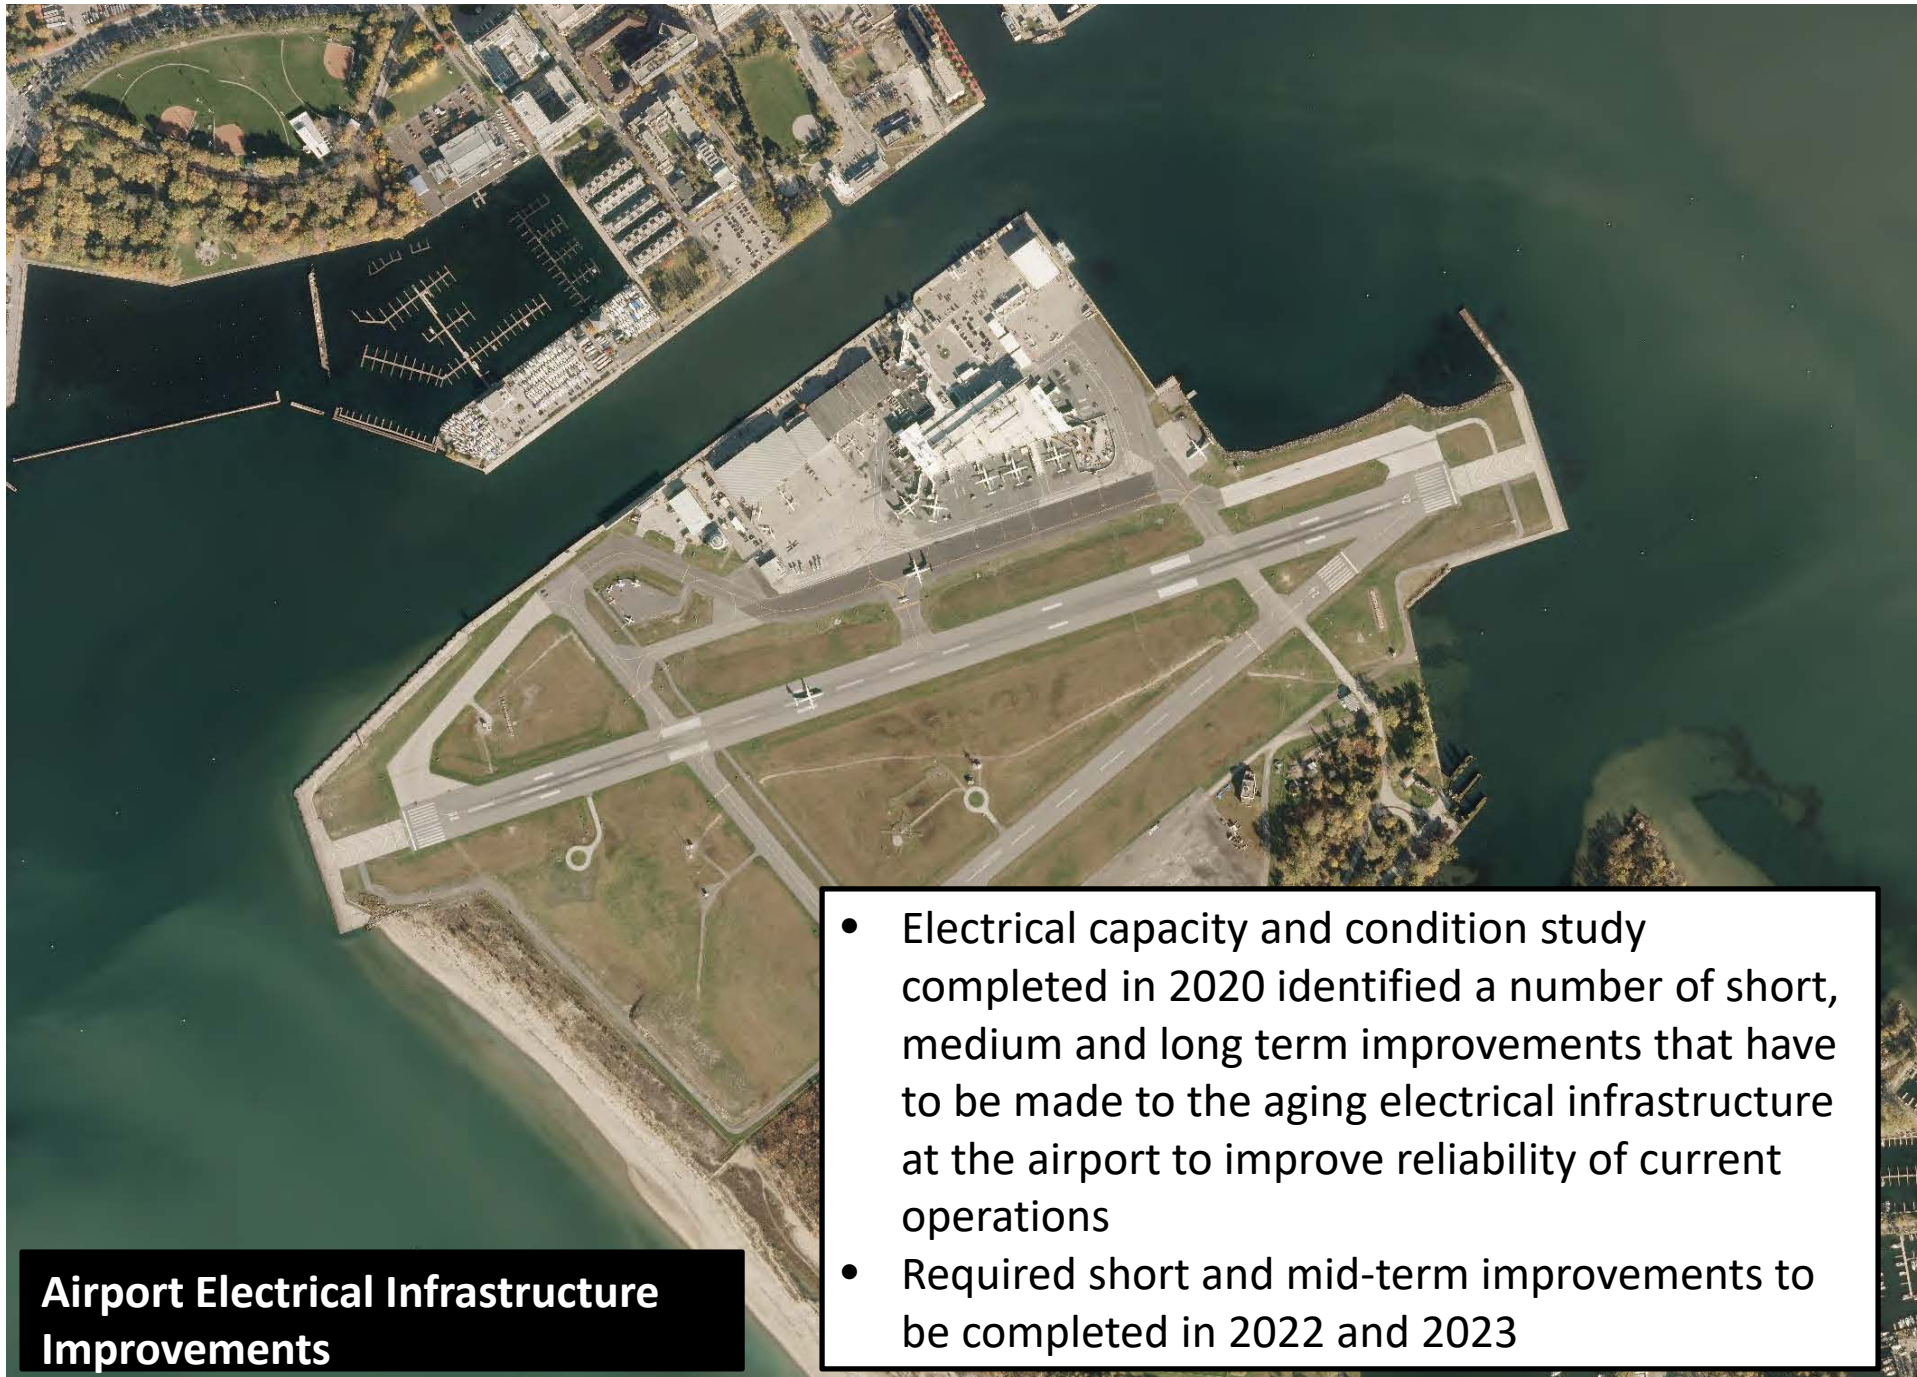 • Electrical capacity and condition study
completed in 2020 identified a number of short,
medium and long term improvements that have
to be made to the aging electrical infrastructure
at the airport to improve reliability of current
operations
• Required short and mid-term improvements to
be completed in 2022 and 2023
Airport Electrical Infrastructure
Improvements